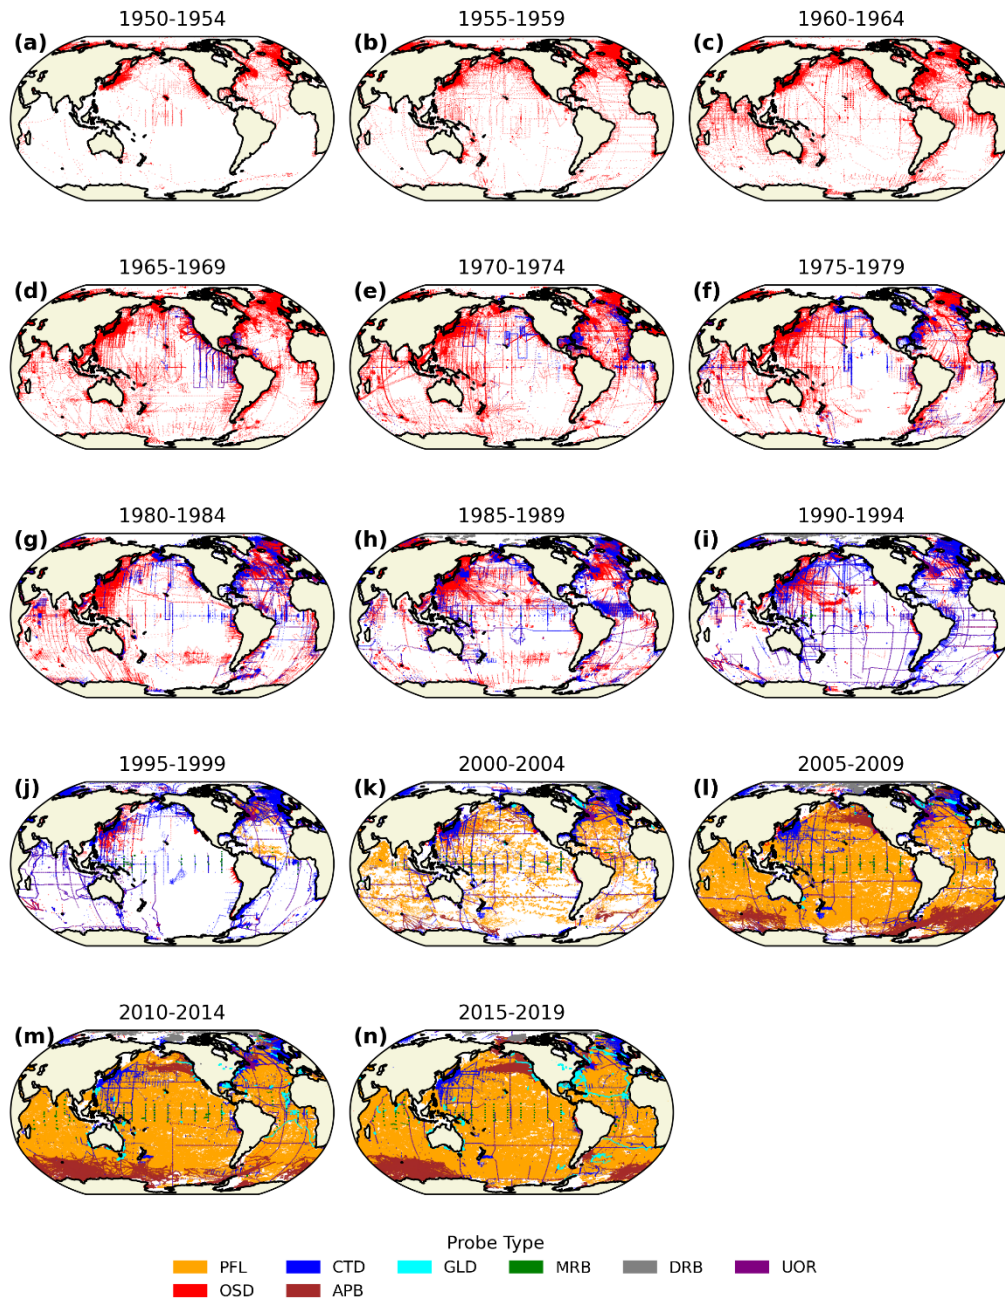 1950-1954 1955-1959 1960-1964
(a) (b) (c)
1965-1969 1970-1974 1975-1979
(d) (e) (f)
1980-1984 1985-1989 1990-1994
(g) (h) (i)
1995-1999 2000-2004 2005-2009
(j) (k) (l)
2010-2014 2015-2019
(m) (n)
Probe Type
PFL CTD GLD MRB DRB UOR
OSD APB